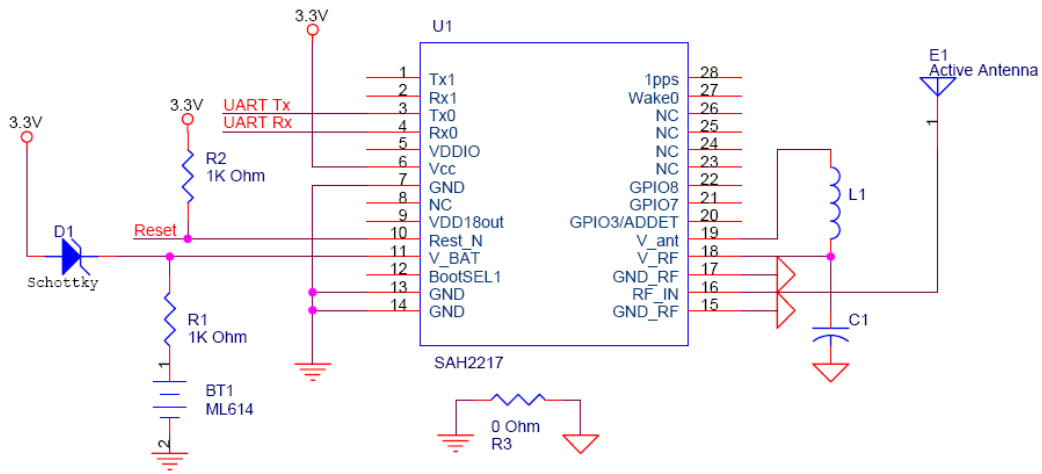 3.3V
U1
E1
Active Antenna
1 Tx1 1pps 28
2 Rx1 Wake0 27
UART Tx 3 Tx0 NC 26
UART Rx 4 Rx0 NC 25
3.3V
3.3V
5 VDDIO NC 24
6 Vcc NC 23
7 GND GPIO8 22
8 NC GPIO7 21
9 VDD18out GPIO3/ADDET 20
10 Rest_N V_ant 19
11 V_BAT V_RF 18
12 BootSEL1 GND_RF 17
13 GND RF_IN 16
14 GND GND_RF 15
1
R2
1K Ohm
L1
Reset
D1
Schottky
R1
1K Ohm
C1
SAH2217
1
BT1
ML614
2
0 Ohm
R3